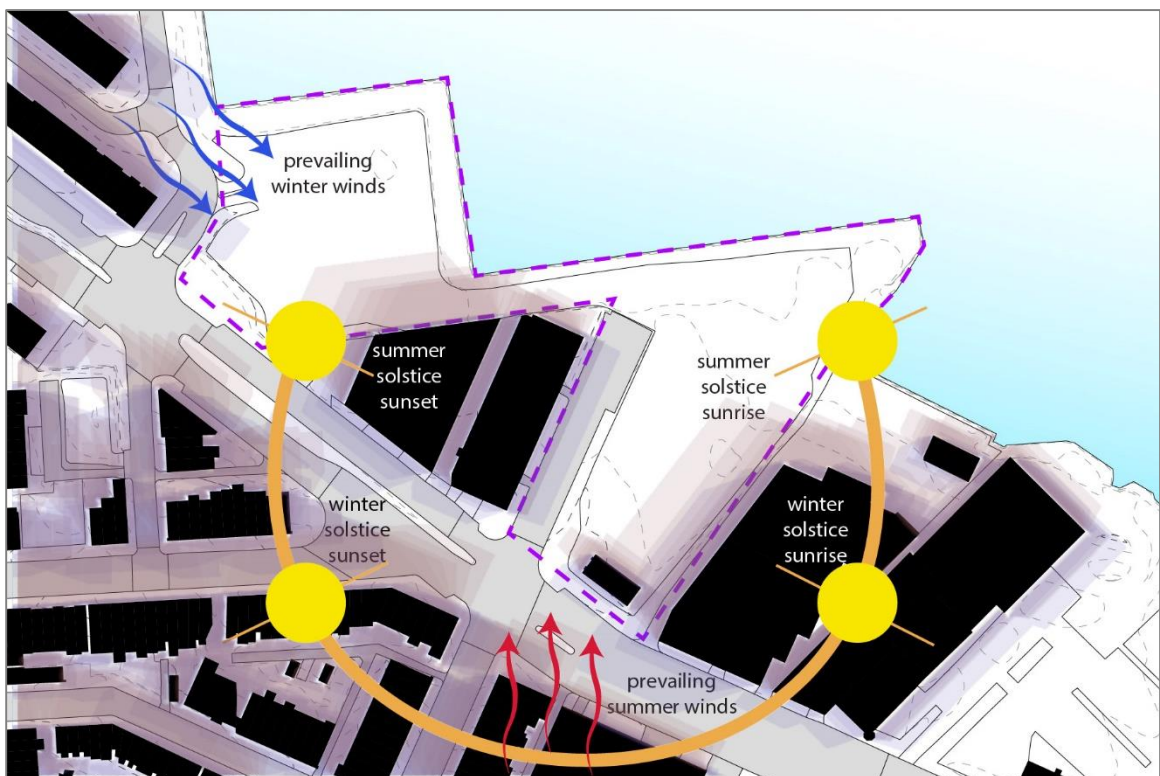 prevailing
winter winds
summer
solstice
sunset
summer
solstice
sunrise
winter
solstice
sunset
winter
solstice
sunrise
prevailing
summer winds